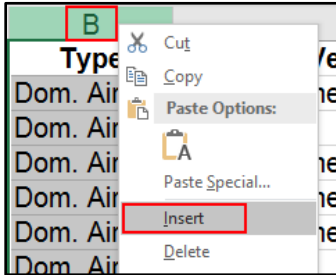 B
Type
Cut
Copy
Paste Options:
Paste Special...
Insert
Delete
Dom. Air
Dom. Air
Dom. Air
Dom. Air
Dom. Air
Dom. Air